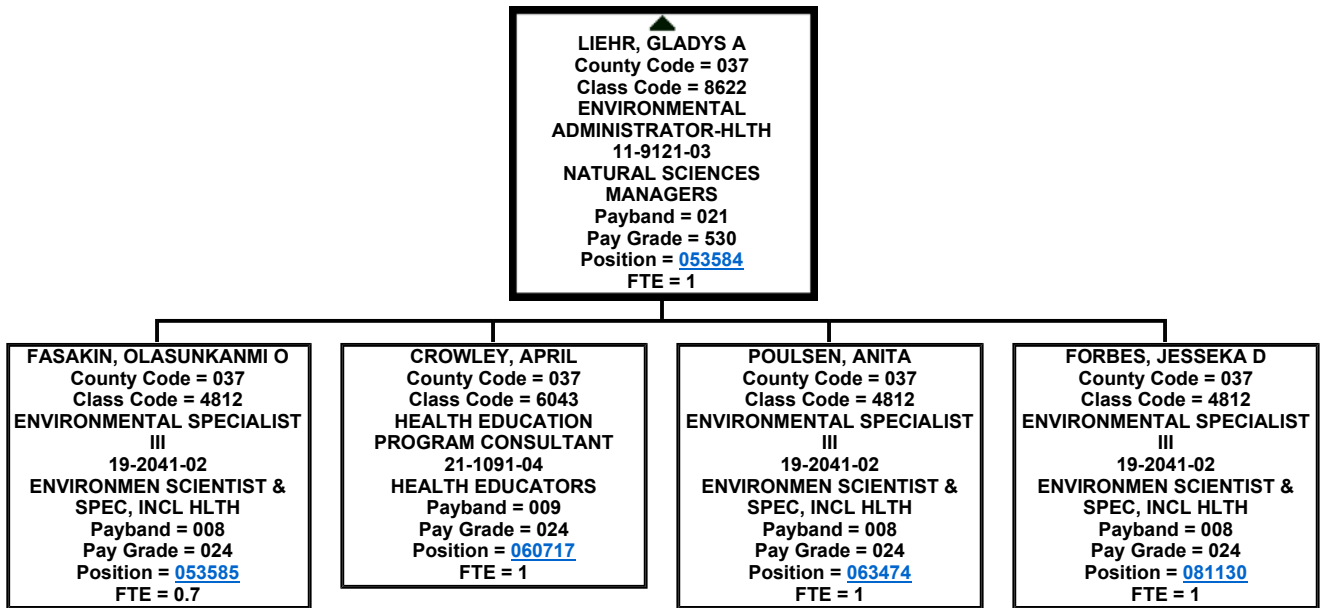 LIEHR, GLADYS A
County Code = 037
Class Code = 8622
ENVIRONMENTAL
ADMINISTRATOR-HLTH
11-9121-03
NATURAL SCIENCES
MANAGERS
Payband = 021
Pay Grade = 530
Position = 053584
FTE = 1
FASAKIN, OLASUNKANMI O
County Code = 037
Class Code = 4812
ENVIRONMENTAL SPECIALIST
III
19-2041-02
ENVIRONMEN SCIENTIST &
SPEC, INCL HLTH
Payband = 008
Pay Grade = 024
Position = 053585
FTE = 0.7
CROWLEY, APRIL
County Code = 037
Class Code = 6043
HEALTH EDUCATION
PROGRAM CONSULTANT
21-1091-04
HEALTH EDUCATORS
Payband = 009
Pay Grade = 024
Position = 060717
FTE = 1
POULSEN, ANITA
County Code = 037
Class Code = 4812
ENVIRONMENTAL SPECIALIST
III
19-2041-02
ENVIRONMEN SCIENTIST &
SPEC, INCL HLTH
Payband = 008
Pay Grade = 024
Position = 063474
FTE = 1
FORBES, JESSEKA D
County Code = 037
Class Code = 4812
ENVIRONMENTAL SPECIALIST
III
19-2041-02
ENVIRONMEN SCIENTIST &
SPEC, INCL HLTH
Payband = 008
Pay Grade = 024
Position = 081130
FTE = 1